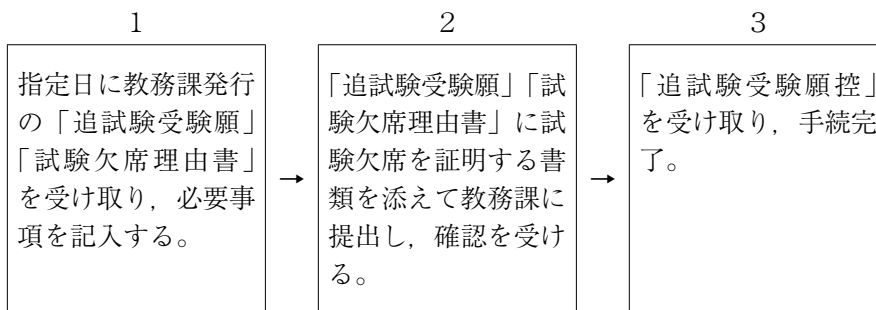 1
指定日に教務課発行
の「追試験受験願」
「試験欠席理由書」
を受け取り，必要事
項を記入する。
→
2
「追試験受験願」「試
験欠席理由書」に試
験欠席を証明する書
類を添えて教務課に
提出し，確認を受け
る。
→
3
「追試験受験願控」
を受け取り，手続完
了。